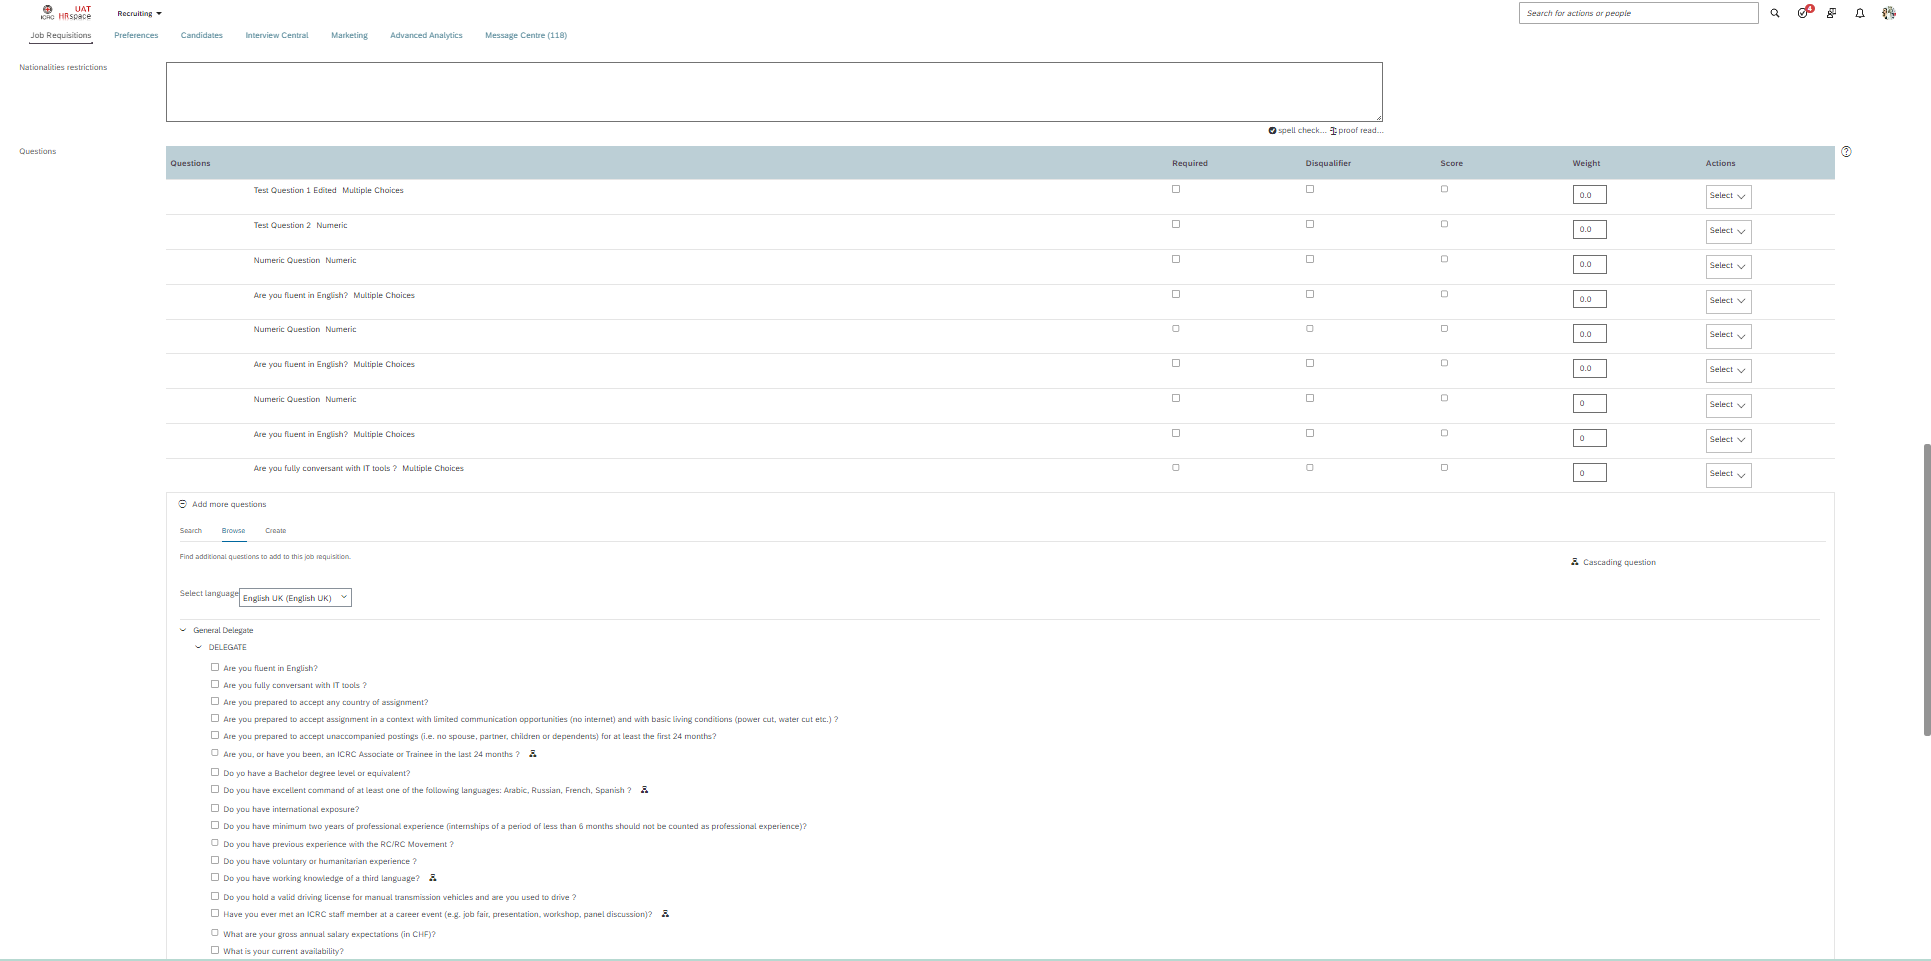 ICRC UAT HRspace Recruiting Search for actions or people 4
Job Requisitions Preferences Candidates Interview Central Marketing Advanced Analytics Message Centre (118)
Nationalities restrictions
spell check... proof read...
Questions
Questions Required Disqualifier Score Weight Actions
Test Question 1 Edited Multiple Choices 0.0 Select
Test Question 2 Numeric 0.0 Select
Numeric Question Numeric 0.0 Select
Are you fluent in English? Multiple Choices 0.0 Select
Numeric Question Numeric 0.0 Select
Are you fluent in English? Multiple Choices 0.0 Select
Numeric Question Numeric 0 Select
Are you fluent in English? Multiple Choices 0 Select
Are you fully conversant with IT tools ? Multiple Choices 0 Select
Add more questions
Search Browse Create
Find additional questions to add to this job requisition.
Cascading question
Select language English UK (English UK)
General Delegate
DELEGATE
Are you fluent in English?
Are you fully conversant with IT tools ?
Are you prepared to accept any country of assignment?
Are you prepared to accept assignment in a context with limited communication opportunities (no internet) and with basic living conditions (power cut, water cut etc.) ?
Are you prepared to accept unaccompanied postings (i.e. no spouse, partner, children or dependents) for at least the first 24 months?
Are you, or have you been, an ICRC Associate or Trainee in the last 24 months ?
Do yo have a Bachelor degree level or equivalent?
Do you have excellent command of at least one of the following languages: Arabic, Russian, French, Spanish ?
Do you have international exposure?
Do you have minimum two years of professional experience (internships of a period of less than 6 months should not be counted as professional experience)?
Do you have previous experience with the RC/RC Movement ?
Do you have voluntary or humanitarian experience ?
Do you have working knowledge of a third language?
Do you hold a valid driving license for manual transmission vehicles and are you used to drive ?
Have you ever met an ICRC staff member at a career event (e.g. job fair, presentation, workshop, panel discussion)?
What are your gross annual salary expectations (in CHF)?
What is your current availability?